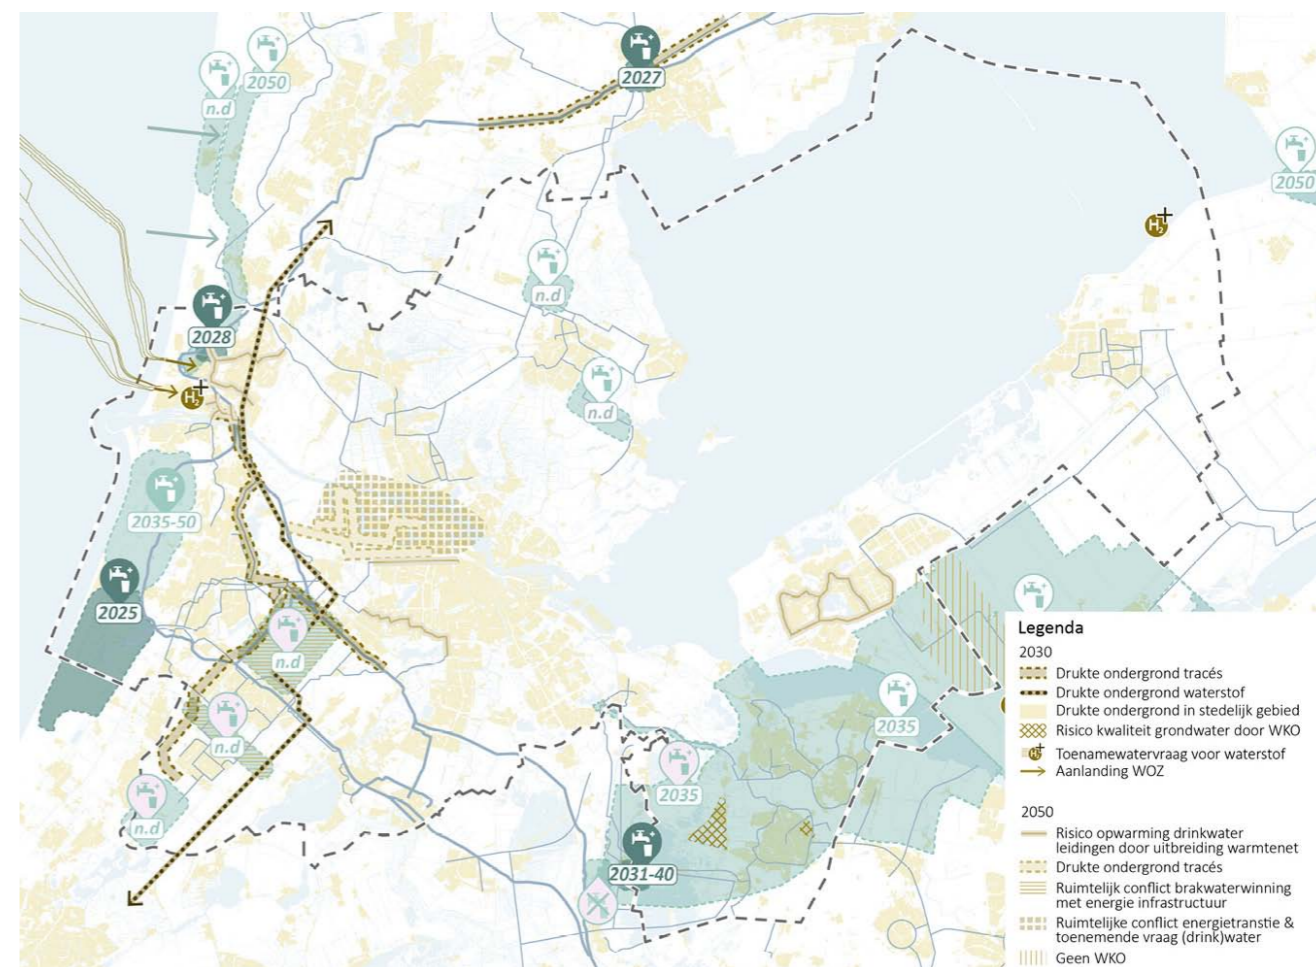 2050
n.d
2027
2050
H₂+
n.d
2028
H₂+
n.d
2035-50
2025
n.d
n.d
n.d
2035
2035
2031-40
Legenda
2030
Drukte ondergrond tracés
Drukte ondergrond waterstof
Drukte ondergrond in stedelijk gebied
Risico kwaliteit grondwater door WKO
H₂+ Toenamewatervraag voor waterstof
Aanlanding WOZ
2050
Risico opwarming drinkwater
leidingen door uitbreiding warmtenet
Drukte ondergrond tracés
Ruimtelijk conflict brakwaterwinning
met energie infrastructuur
Ruimtelijke conflict energietranstie &
toenemende vraag (drink)water
Geen WKO